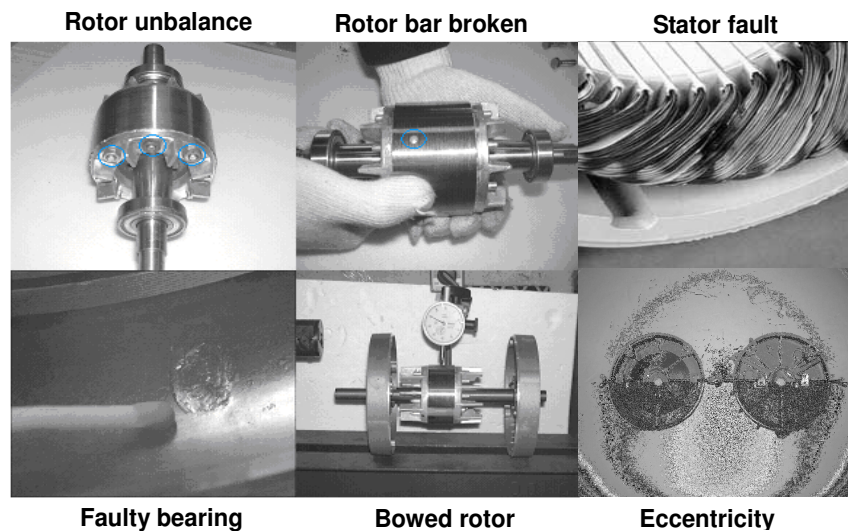 Rotor unbalance
Rotor bar broken
Stator fault
Faulty bearing
Bowed rotor
Eccentricity